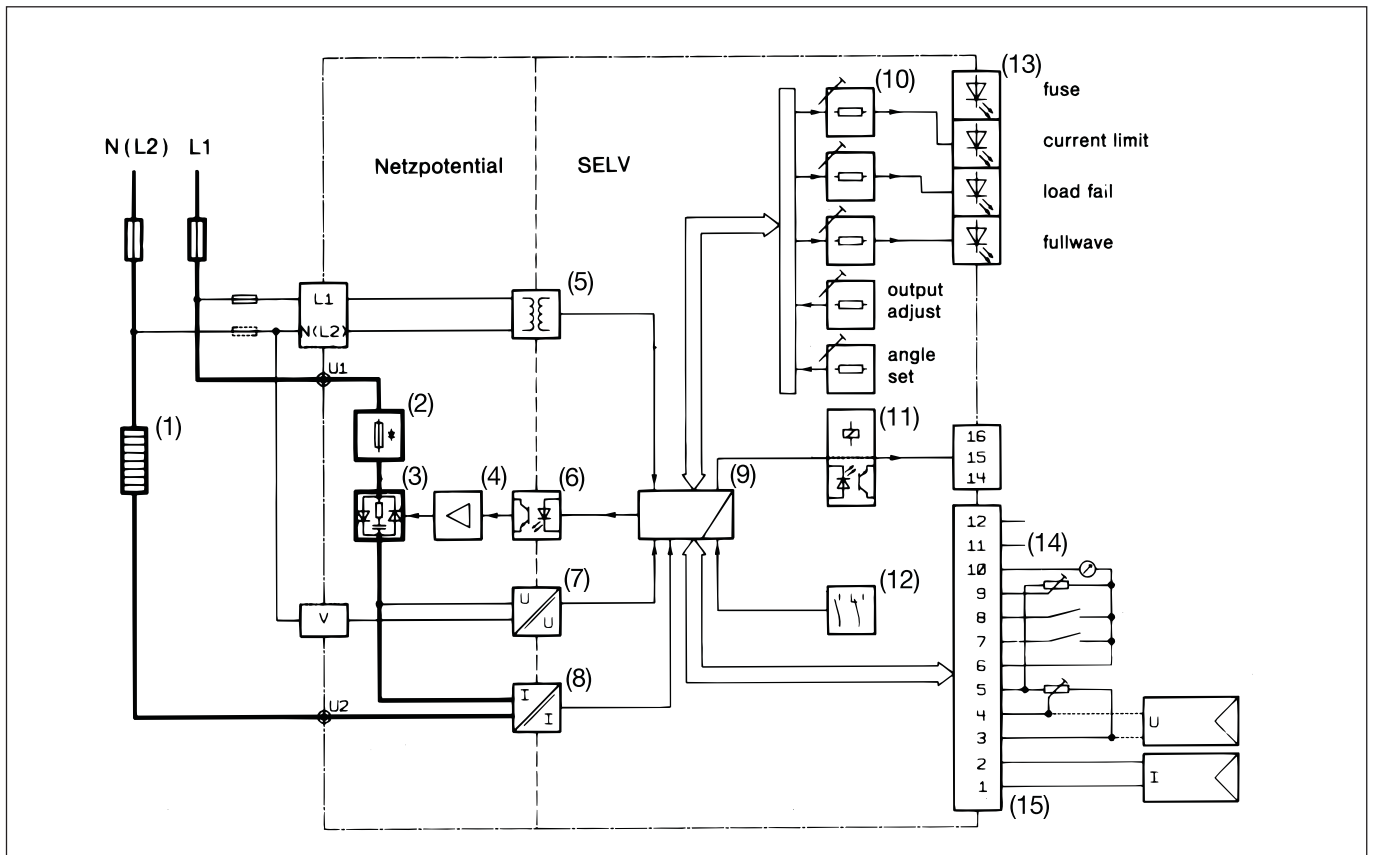 N(L2) L1
Netzpotential
SELV
(10)
(13)
fuse
current limit
load fail
fullwave
output
adjust
angle
set
L1
N(L2)
(5)
U1
(1)
(2)
(3)
(4)
(6)
(9)
(11)
16
15
14
V
U
U
(7)
(12)
U2
I
I
(8)
12
11
10
9
8
7
6
5
4
3
2
1
(14)
U
I
(15)